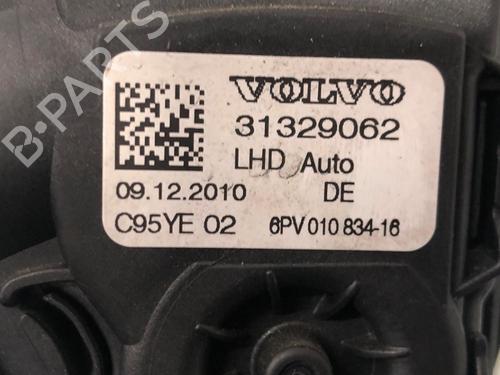 B-PARTS
VOLVO
31329062
LHD Auto
09.12.2010 DE
C95YE 02 6PV 010 834-16